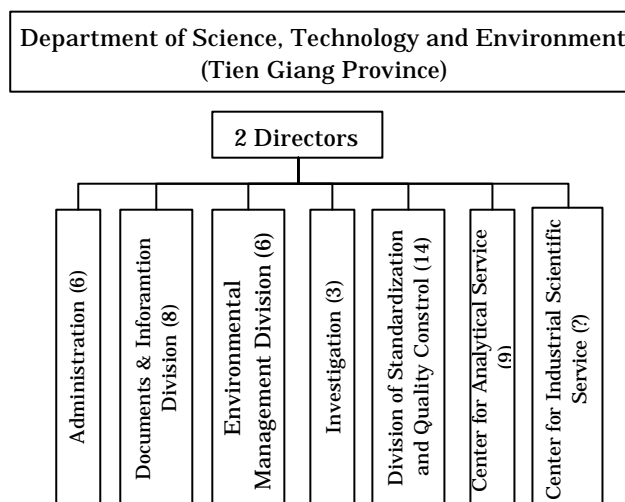 Department of Science, Technology and Environment
(Tien Giang Province)
2 Directors
Administration (6)
Documents & Inforamtion
Division (8)
Environmental
Management Division (6)
Investigation (3)
Division of Standardization
and Quality Constrol (14)
Center for Analytical Service
(9)
Center for Industrial Scientific
Service (?)